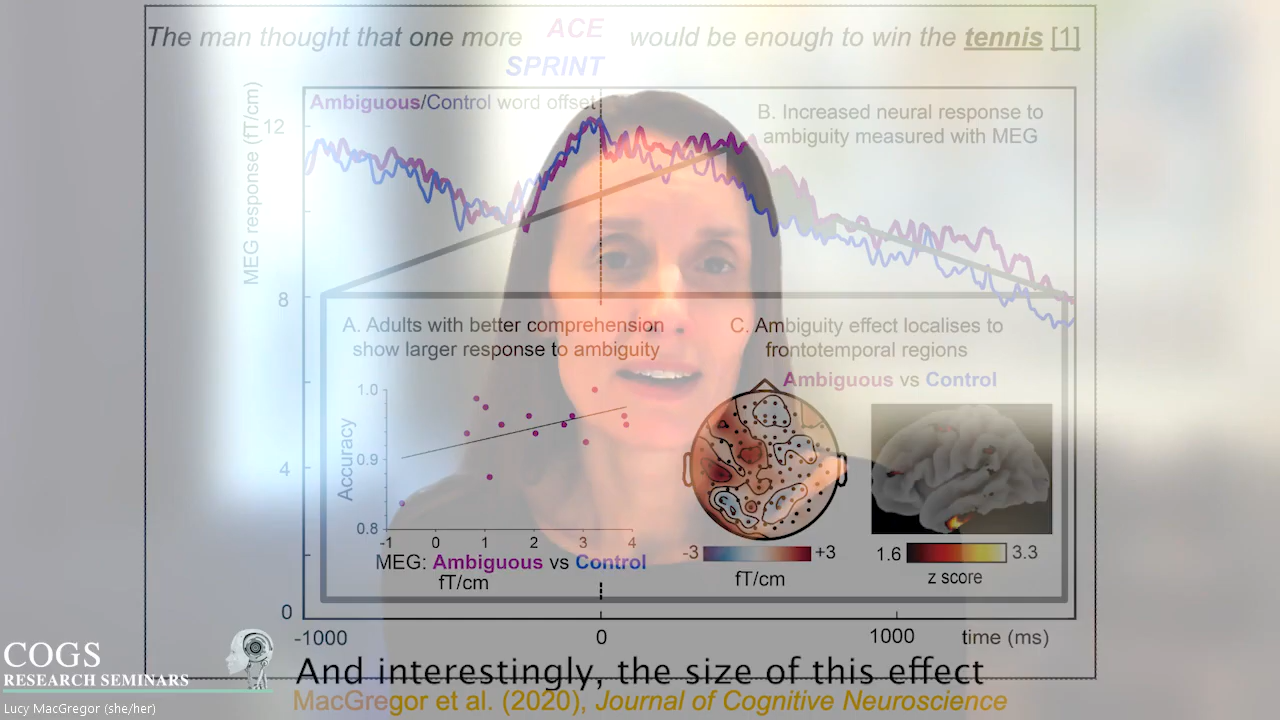 The man thought that one more ACE would be enough to win the tennis [1]
SPRINT
Ambiguous/Control word offset
B. Increased neural response to
ambiguity measured with MEG
MEG response (fT/cm)
12
8
4
0
A. Adults with better comprehension
show larger response to ambiguity
Accuracy
1.0
0.9
0.8
-1 0 1 2 3 4
MEG: Ambiguous vs Control
fT/cm
C. Ambiguity effect localises to
frontotemporal regions
Ambiguous vs Control
-3 +3
fT/cm
1.6 3.3
z score
-1000 0 1000 time (ms)
COGS
RESEARCH SEMINARS
And interestingly, the size of this effect
MacGregor et al. (2020), Journal of Cognitive Neuroscience
Lucy MacGregor (she/her)